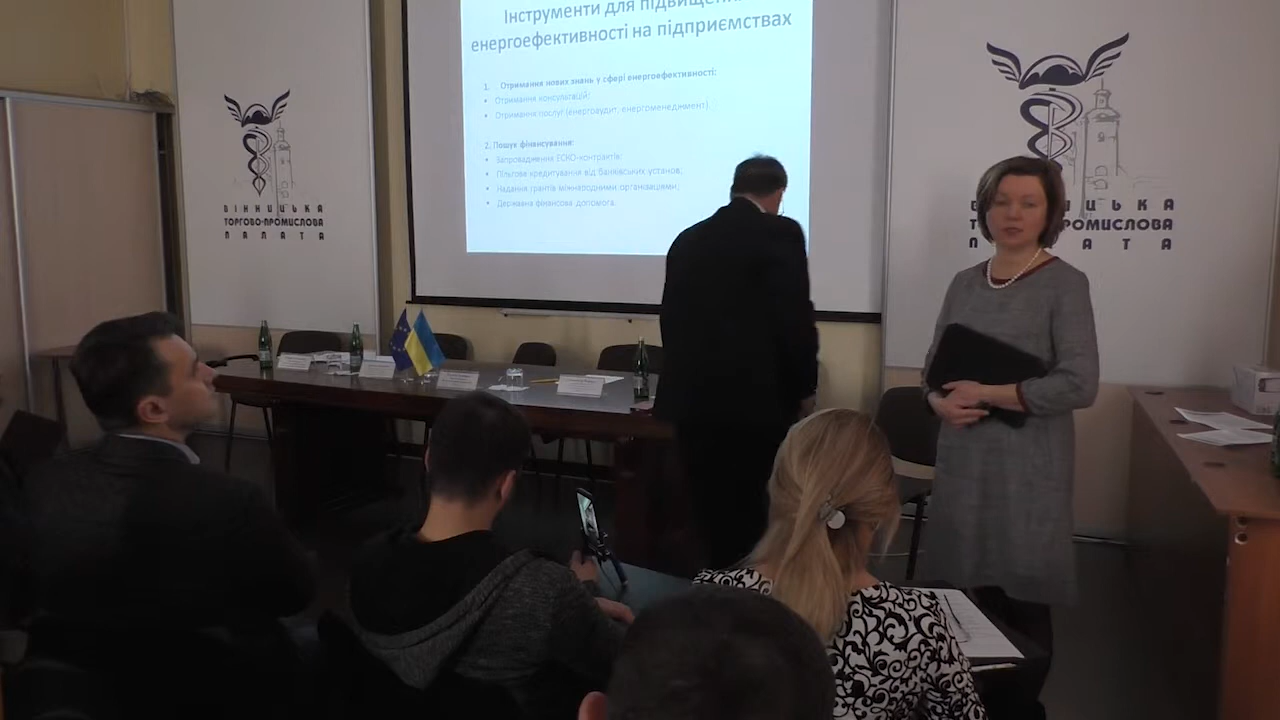 Інструменти для підвищення
енергоефективності на підприємствах
1. Отримання нових знань у сфері енергоефективності:
• Отримання консультацій;
• Отримання послуг (енергоаудит, енергоменеджмент).
2. Пошук фінансування:
• Запровадження ЕСКО-контрактів;
• Пільгове кредитування від банківських установ;
• Надання грантів міжнародними організаціями;
• Державна фінансова допомога.
ВІННИЦЬКА
ТОРГОВО-ПРОМИСЛОВА
ПАЛАТА
ПРОМИСЛОВА
ПАЛАТА